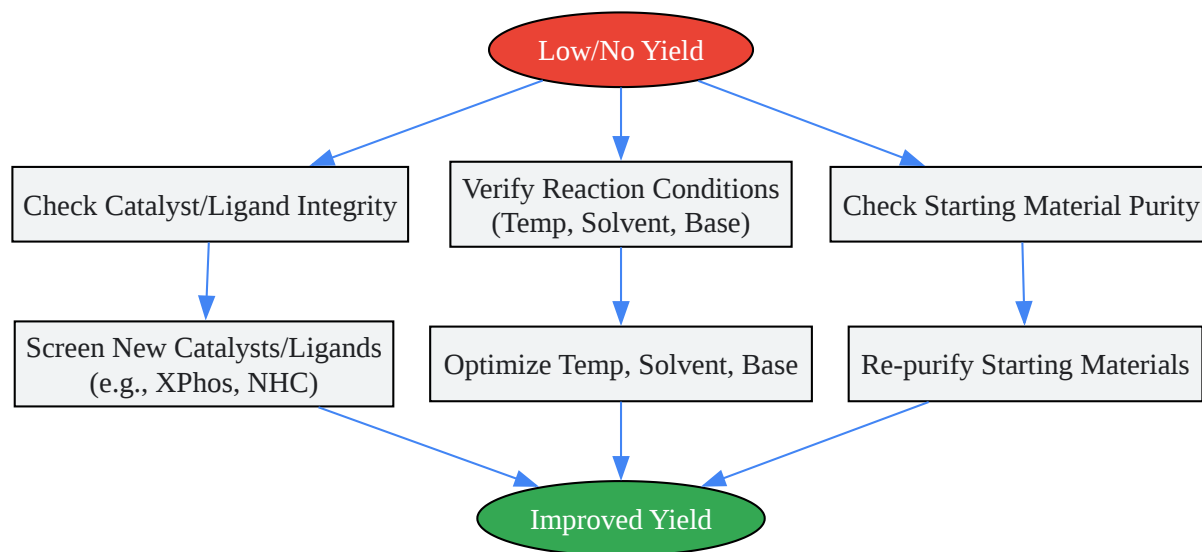 Low/No Yield
Check Catalyst/Ligand Integrity
Verify Reaction Conditions
(Temp, Solvent, Base)
Check Starting Material Purity
Screen New Catalysts/Ligands
(e.g., XPhos, NHC)
Optimize Temp, Solvent, Base
Re-purify Starting Materials
Improved Yield